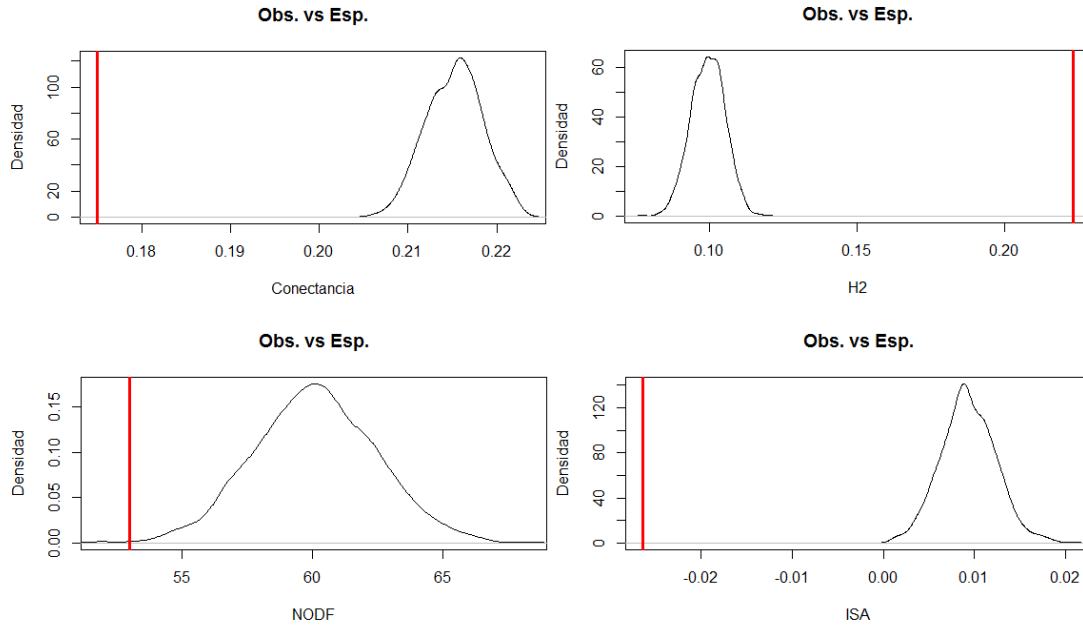 Obs. vs Esp.
Densidad
0 20 60 100
0.18 0.19 0.20 0.21 0.22
Conectancia
Obs. vs Esp.
Densidad
0 20 40 60
0.10 0.15 0.20
H2
Obs. vs Esp.
Densidad
0.00 0.05 0.10 0.15
55 60 65
NODF
Obs. vs Esp.
Densidad
0 40 80 120
-0.02 -0.01 0.00 0.01 0.02
ISA